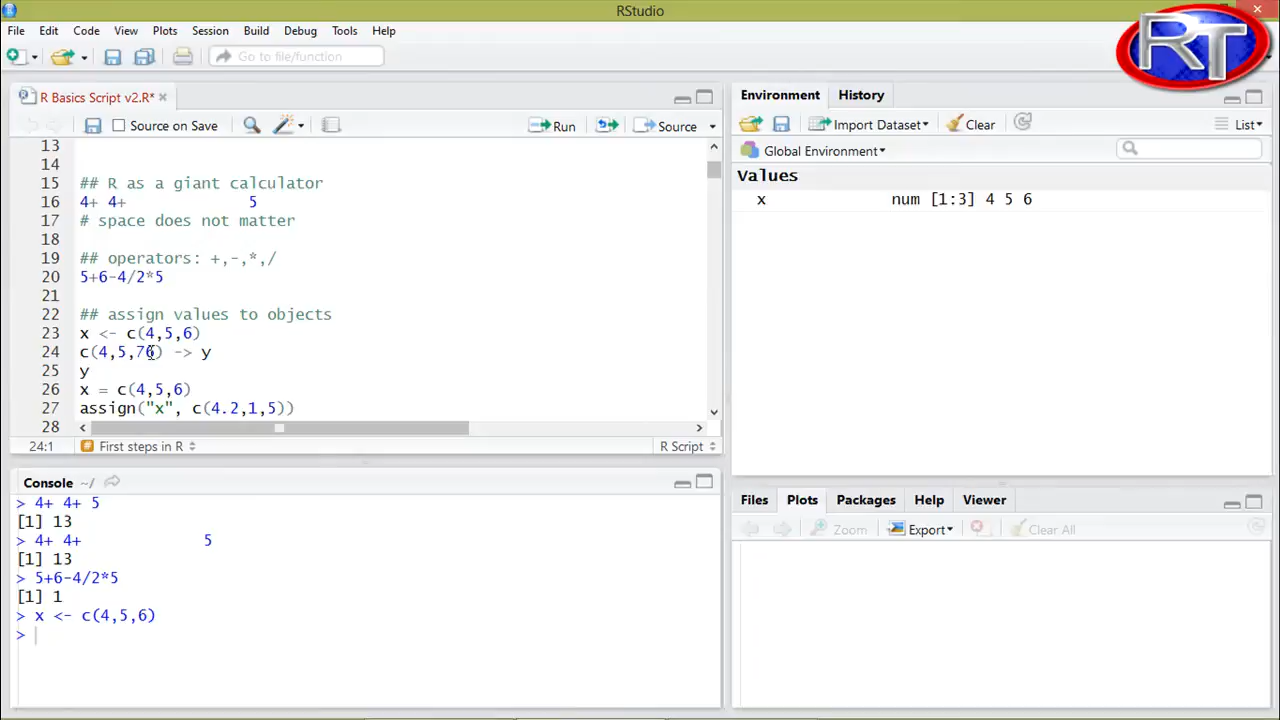 RStudio
File Edit Code View Plots Session Build Debug Tools Help
Go to file/function
RT
R Basics Script v2.R*
Source on Save Run Source
13
14
15 ## R as a giant calculator
16 4+ 4+ 5
17 # space does not matter
18
19 ## operators: +,-,*,/
20 5+6-4/2*5
21
22 ## assign values to objects
23 x <- c(4,5,6)
24 c(4,5,76) -> y
25 y
26 x = c(4,5,6)
27 assign("x", c(4.2,1,5))
28
24:1 First steps in R R Script
Console ~/
> 4+ 4+ 5
[1] 13
> 4+ 4+ 5
[1] 13
> 5+6-4/2*5
[1] 1
> x <- c(4,5,6)
>
Environment History
Import Dataset Clear List
Global Environment
Values
x num [1:3] 4 5 6
Files Plots Packages Help Viewer
Zoom Export Clear All